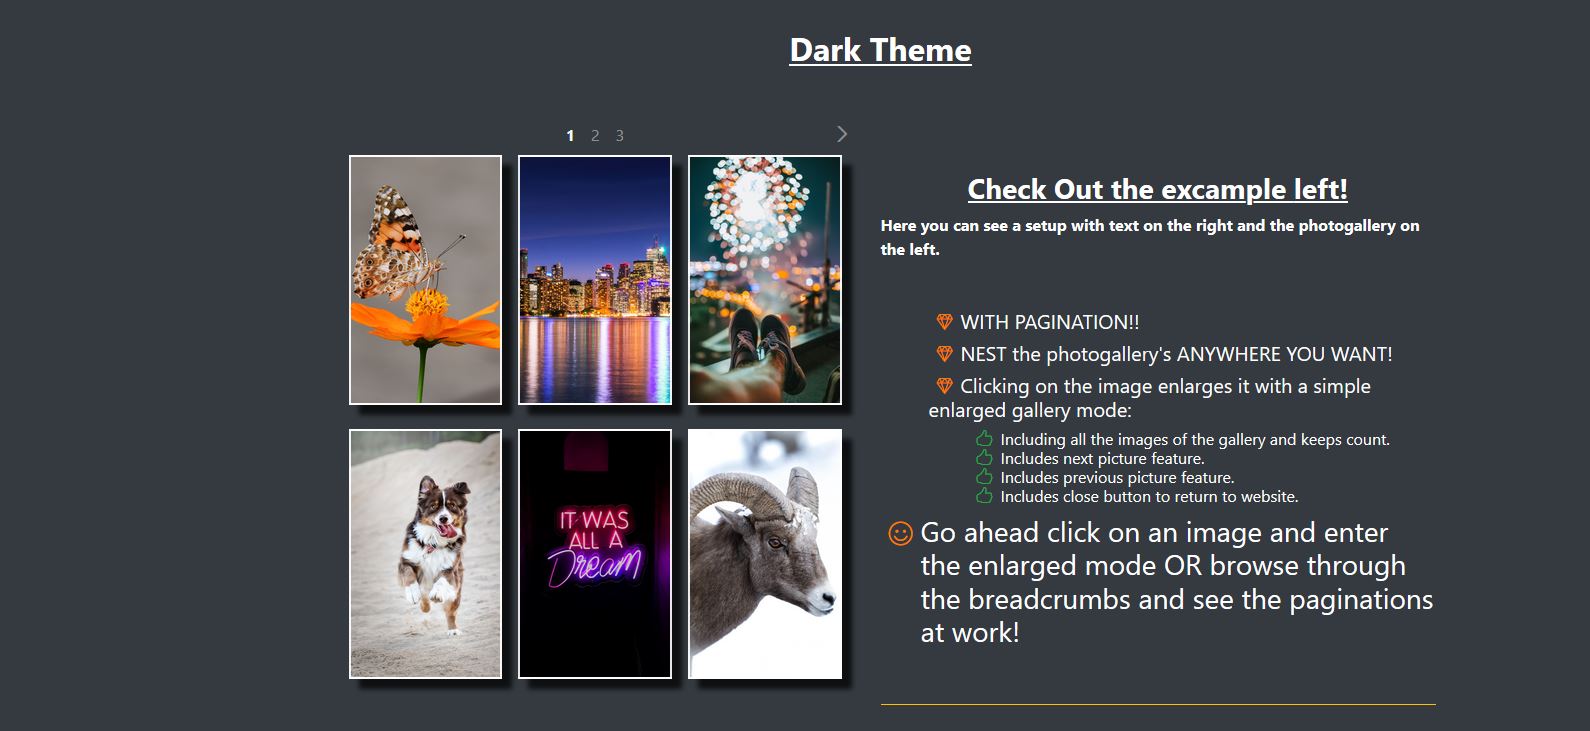 Dark Theme
1 2 3
IT WAS
ALL A
Dream
Check Out the excample left!
Here you can see a setup with text on the right and the photogallery on
the left.
WITH PAGINATION!!
NEST the photogallery's ANYWHERE YOU WANT!
Clicking on the image enlarges it with a simple
enlarged gallery mode:
Including all the images of the gallery and keeps count.
Includes next picture feature.
Includes previous picture feature.
Includes close button to return to website.
Go ahead click on an image and enter
the enlarged mode OR browse through
the breadcrumbs and see the paginations
at work!